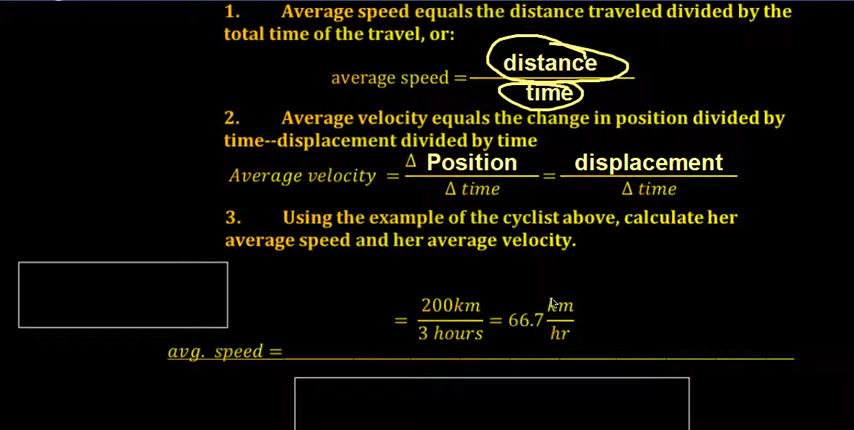 1. Average speed equals the distance traveled divided by the
total time of the travel, or:
average speed = distance / time
2. Average velocity equals the change in position divided by
time--displacement divided by time
Average velocity = Δ Position / Δ time = displacement / Δ time
3. Using the example of the cyclist above, calculate her
average speed and her average velocity.
= 200km / 3 hours = 66.7 km / hr
avg. speed =